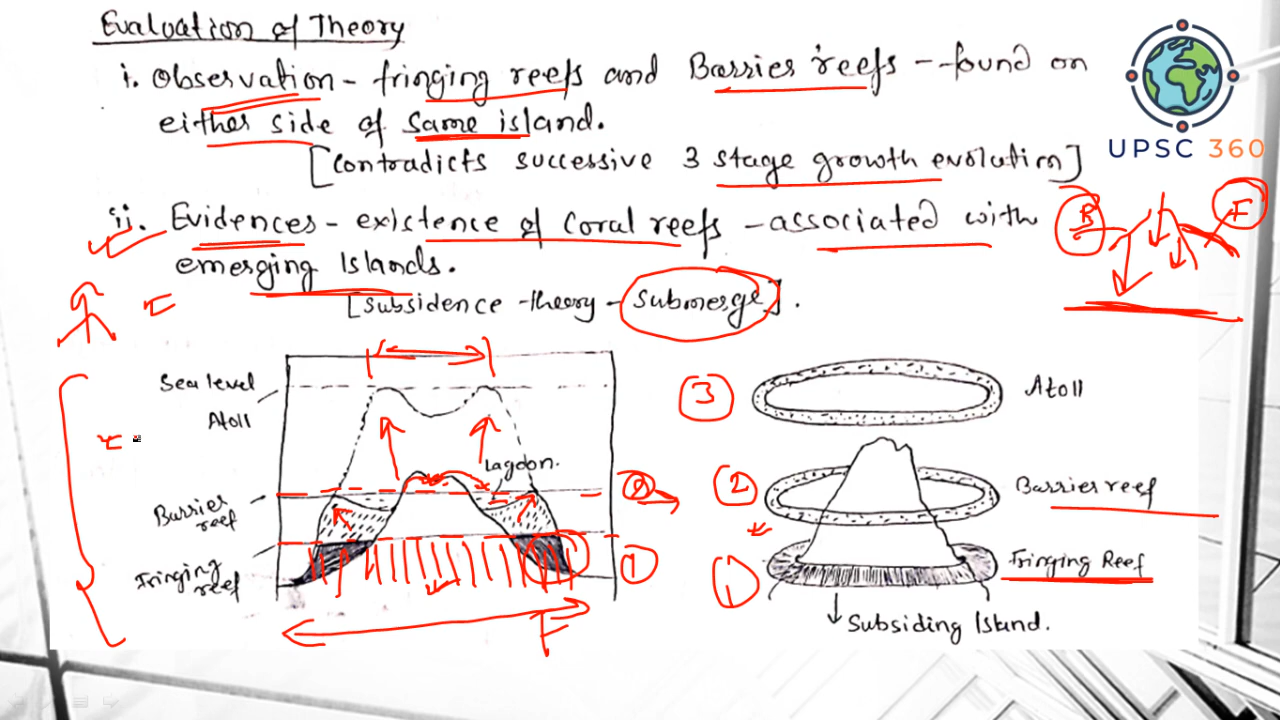 Evaluation of Theory
i. Observation - fringing reefs and Barrier reefs - found on
either side of same island.
[Contradicts successive 3 stage growth evolution]
ii. Evidences - existence of Coral reefs - associated with
emerging Islands.
[Subsidence -theory - submerge].
UPSC 360
B
F
Sea level
Atoll
Lagoon.
Barrier
reef
Fringing
reef
2
1
F
3
Atoll
2
Barrier reef
1
Fringing Reef
Subsiding Island.